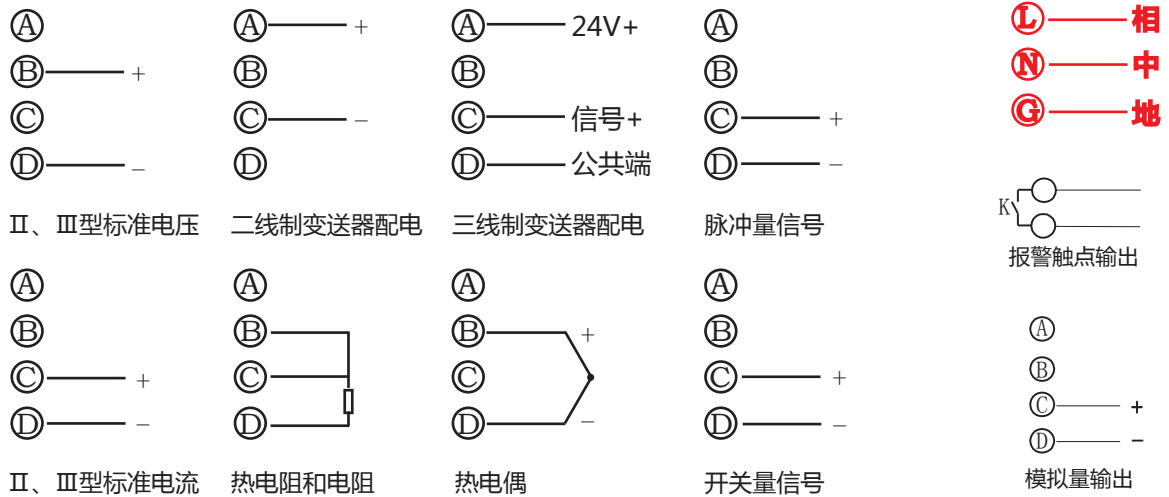 A
B +
C
D −
Ⅱ、Ⅲ型标准电压
A +
B
C −
D
二线制变送器配电
A 24V+
B
C 信号+
D 公共端
三线制变送器配电
A
B
C +
D −
脉冲量信号
L 相
N 中
G 地
K
报警触点输出
A
B
C +
D −
Ⅱ、Ⅲ型标准电流
A
B
C
D
热电阻和电阻
A
B +
C
D −
热电偶
A
B
C +
D −
开关量信号
A
B
C +
D −
模拟量输出